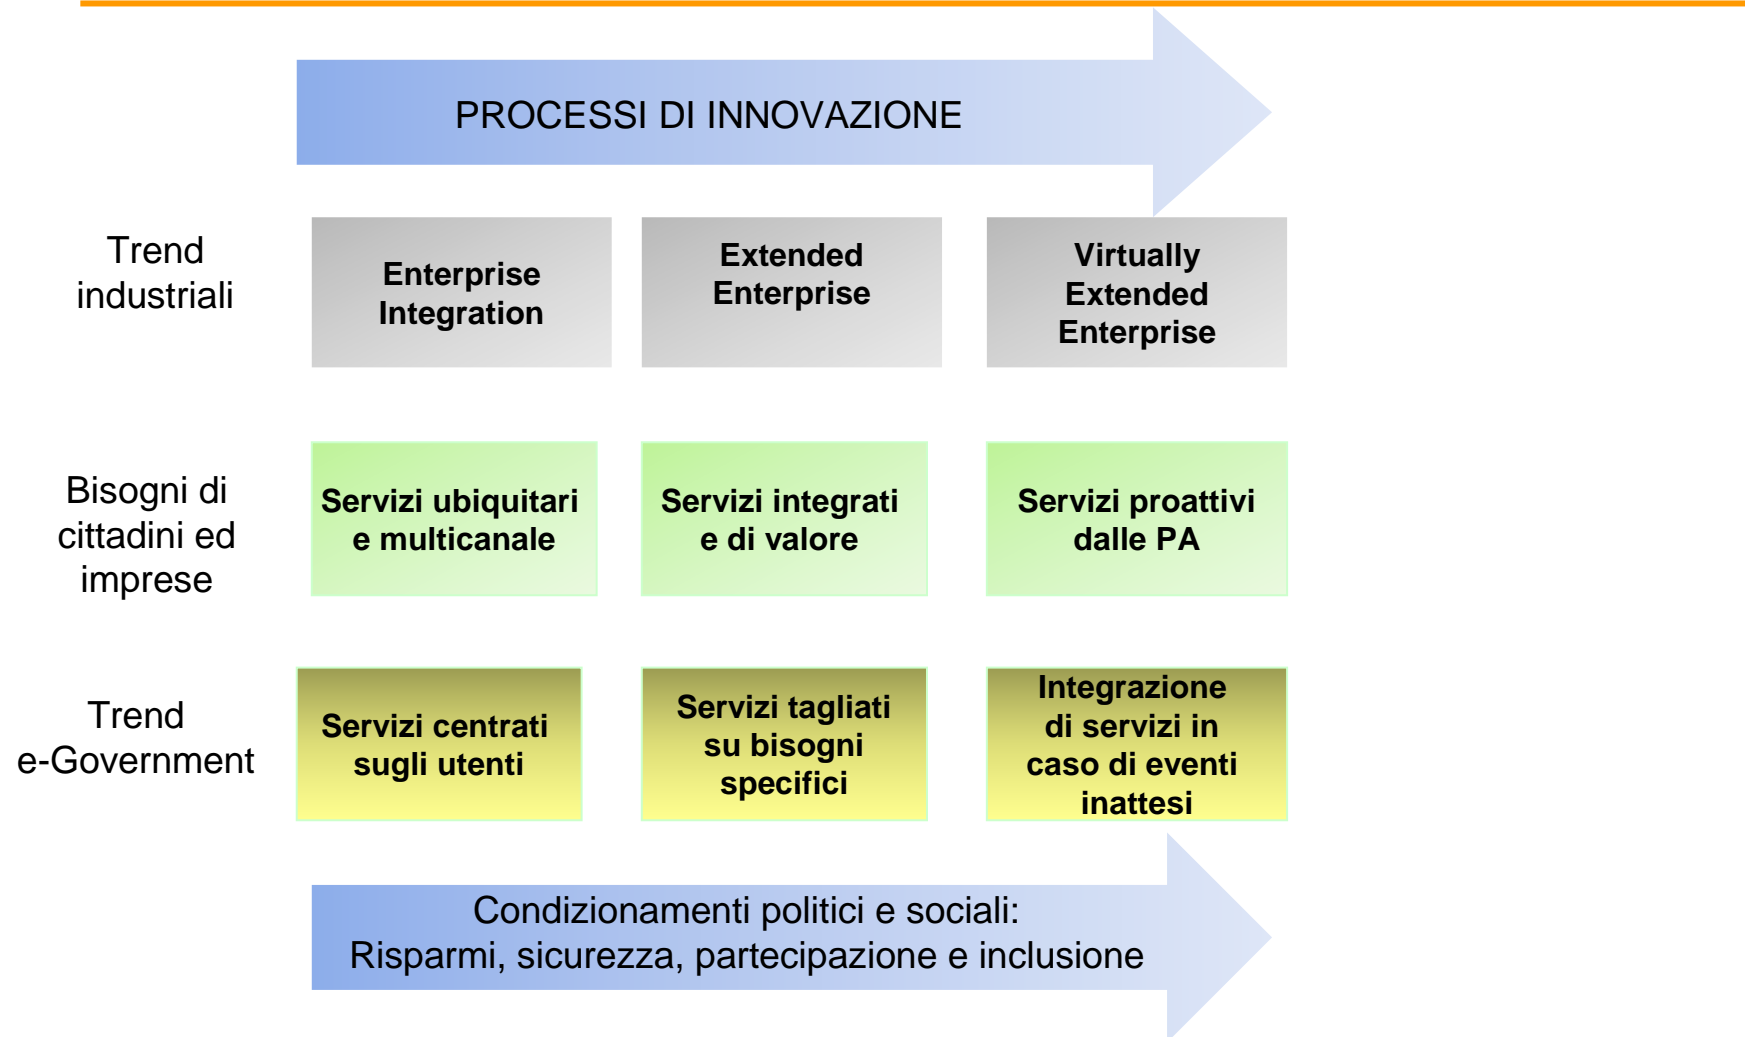 PROCESSI DI INNOVAZIONE
Trend
industriali
Enterprise
Integration
Extended
Enterprise
Virtually
Extended
Enterprise
Bisogni di
cittadini ed
imprese
Servizi ubiquitari
e multicanale
Servizi integrati
e di valore
Servizi proattivi
dalle PA
Trend
e-Government
Servizi centrati
sugli utenti
Servizi tagliati
su bisogni
specifici
Integrazione
di servizi in
caso di eventi
inattesi
Condizionamenti politici e sociali:
Risparmi, sicurezza, partecipazione e inclusione